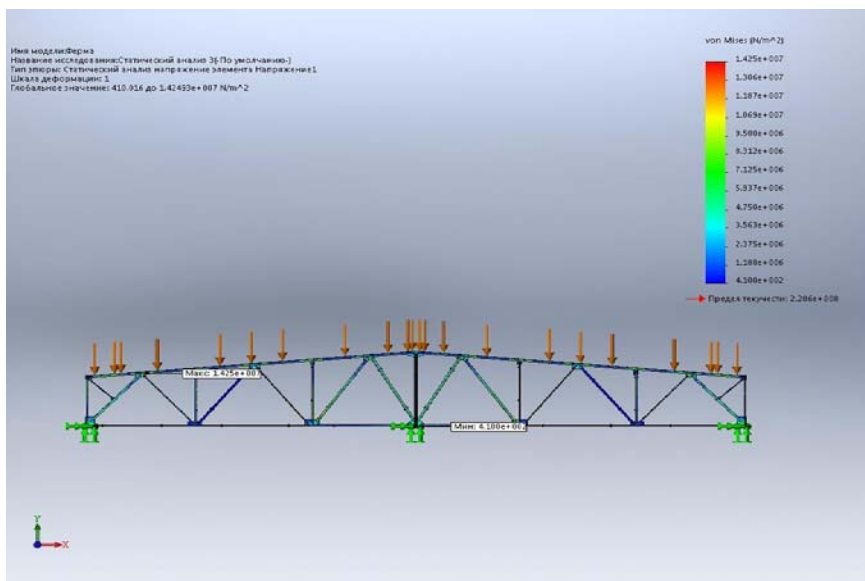 Имя модели:Ферма
Название исследования:Статический анализ 3(-По умолчанию-)
Тип эпюры: Статический анализ напряжение элемента Напряжение1
Шкала деформации: 1
Глобальное значение: 410.016 до 1.42483e+007 N/m^2
von Mises (N/m^2)
1.425e+007
1.306e+007
1.187e+007
1.069e+007
9.500e+006
8.312e+006
7.125e+006
5.937e+006
4.750e+006
3.563e+006
2.375e+006
1.188e+006
4.100e+002
Предел текучести: 2.206e+008
Макс: 1.425e+007
Мин: 4.100e+002
Y
X